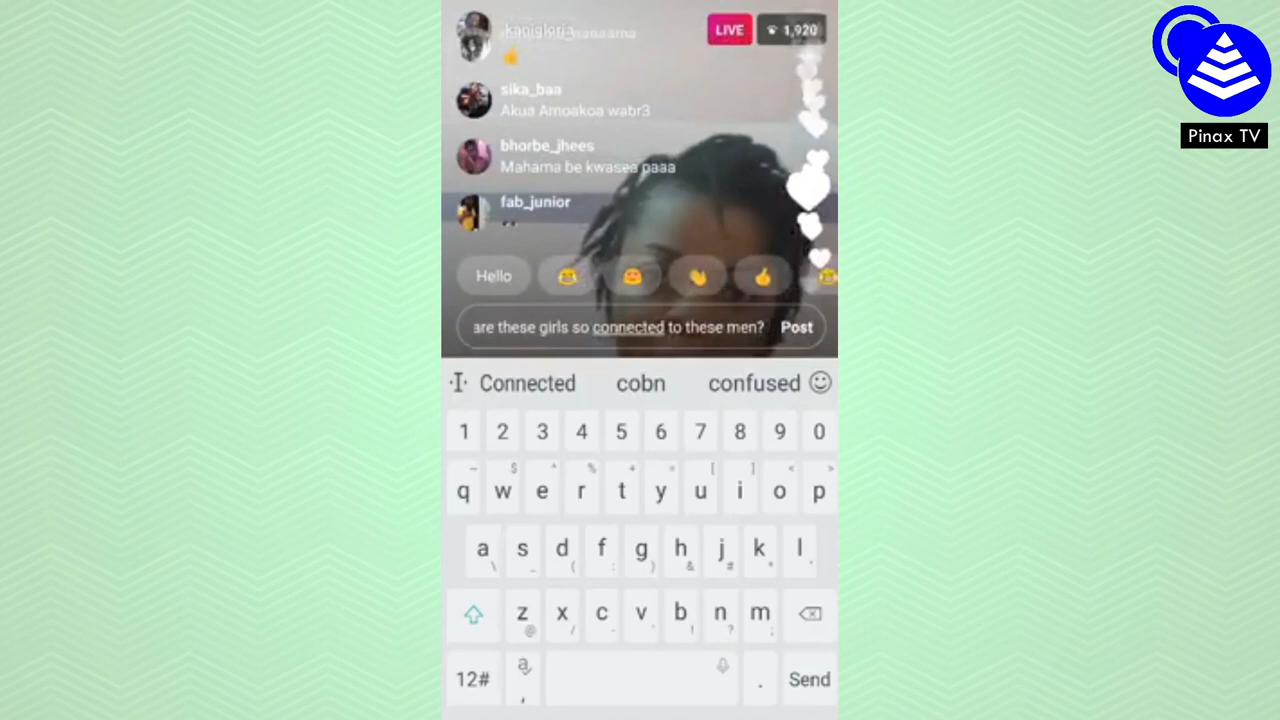 kanigloria
LIVE
1,920
sika_baa
Akua Amoakoa wabr3
bhorbe_jhees
Mahama be kwasea paaa
fab_junior
Hello
are these girls so connected to these men?
Post
Connected
cobn
confused
1 2 3 4 5 6 7 8 9 0
q w e r t y u i o p
a s d f g h j k l
z x c v b n m
12#
a
,
.
Send
Pinax TV